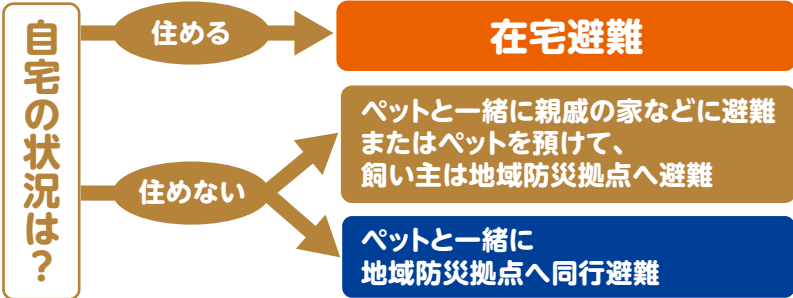 自宅の状況は？
住める
在宅避難
住めない
ペットと一緒に親戚の家などに避難
またはペットを預けて、
飼い主は地域防災拠点へ避難
ペットと一緒に
地域防災拠点へ同行避難